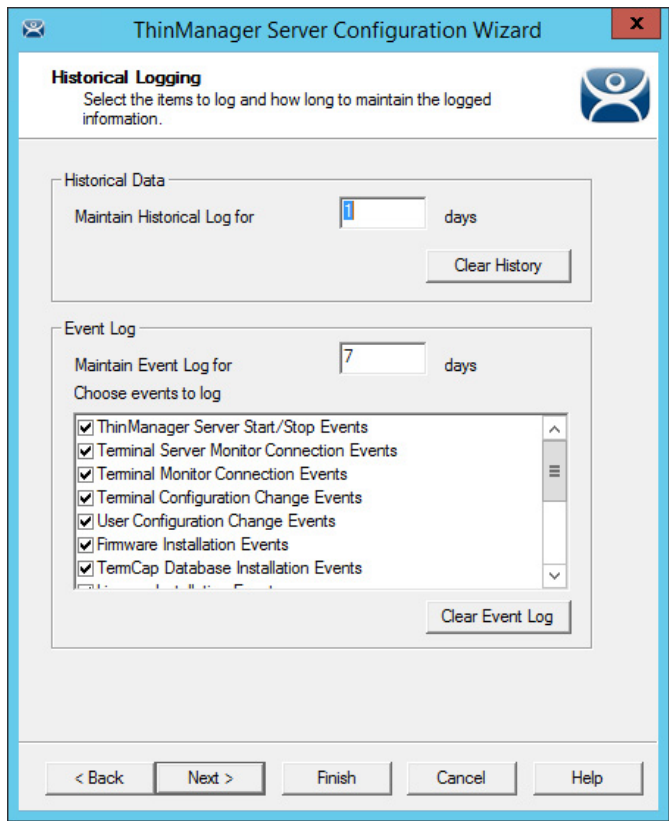 ThinManager Server Configuration Wizard
x
Historical Logging
Select the items to log and how long to maintain the logged
information.
Historical Data
Maintain Historical Log for 1 days
Clear History
Event Log
Maintain Event Log for 7 days
Choose events to log
ThinManager Server Start/Stop Events
Terminal Server Monitor Connection Events
Terminal Monitor Connection Events
Terminal Configuration Change Events
User Configuration Change Events
Firmware Installation Events
TermCap Database Installation Events
Clear Event Log
< Back Next > Finish Cancel Help